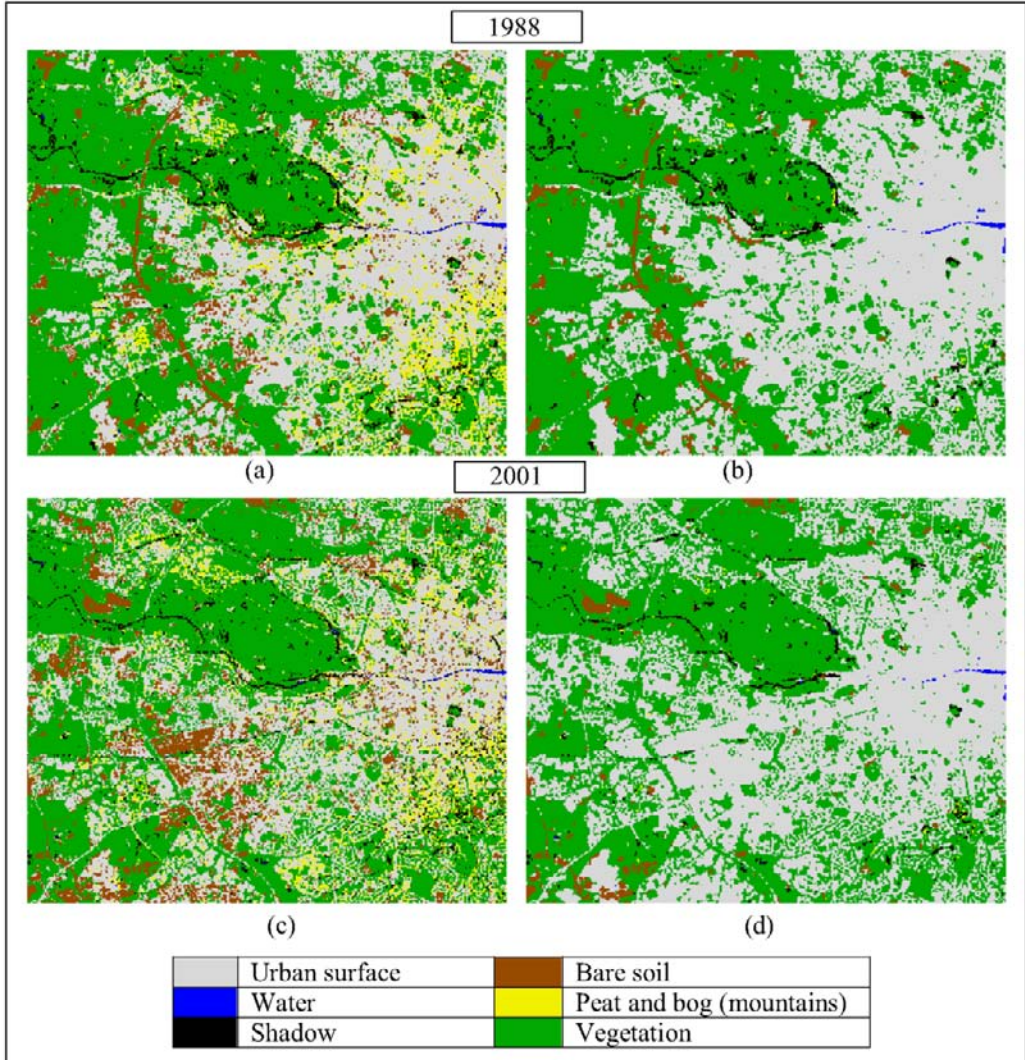 1988
(a) (b)
2001
(c) (d)
Urban surface Bare soil
Water Peat and bog (mountains)
Shadow Vegetation